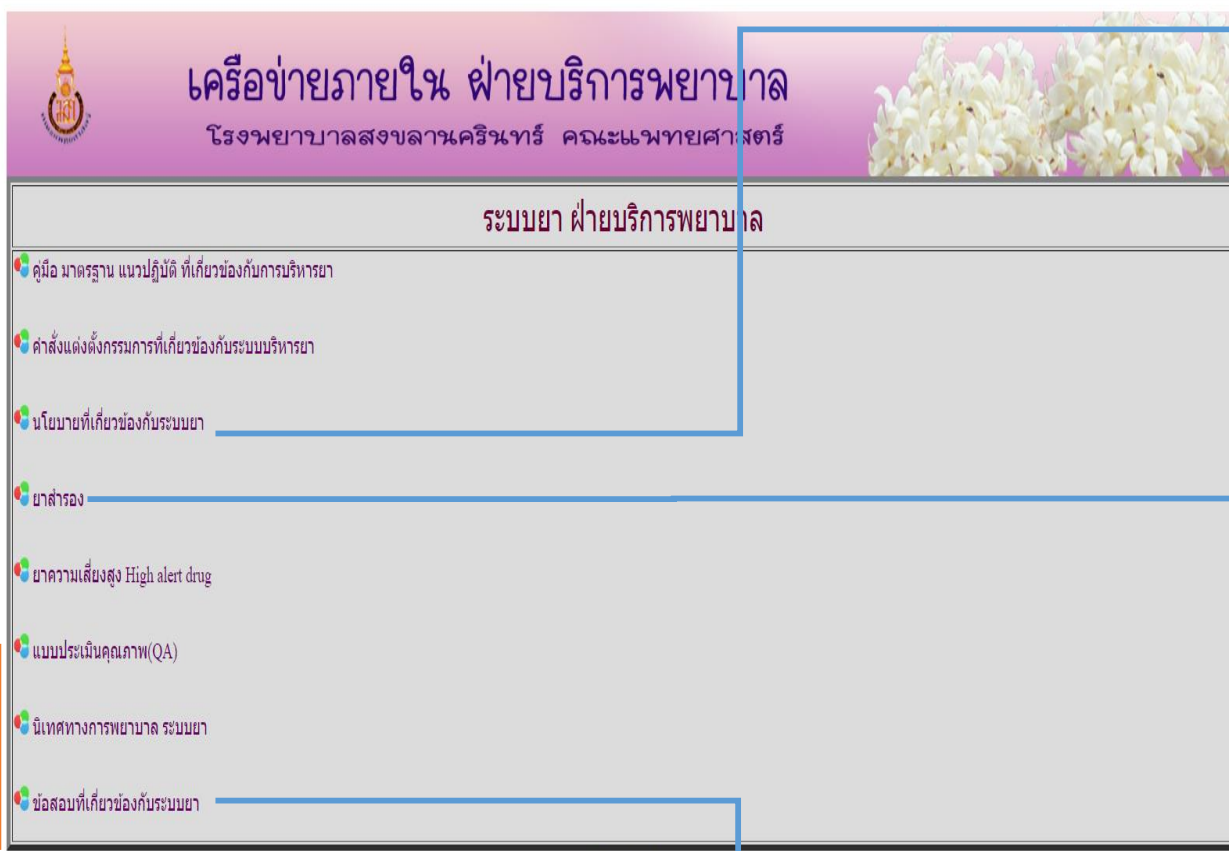 เครือข่ายภายใน ฝ่ายบริการพยาบาล
โรงพยาบาลสงขลานครินทร์ คณะแพทยศาสตร์
ระบบยา ฝ่ายบริการพยาบาล
คู่มือ มาตรฐาน แนวปฏิบัติ ที่เกี่ยวข้องกับการบริหารยา
คำสั่งแต่งตั้งกรรมการที่เกี่ยวข้องกับระบบบริหารยา
นโยบายที่เกี่ยวข้องกับระบบยา
ยาสำรอง
ยาความเสี่ยงสูง High alert drug
แบบประเมินคุณภาพ(QA)
นิเทศทางการพยาบาล ระบบยา
ข้อสอบที่เกี่ยวข้องกับระบบยา